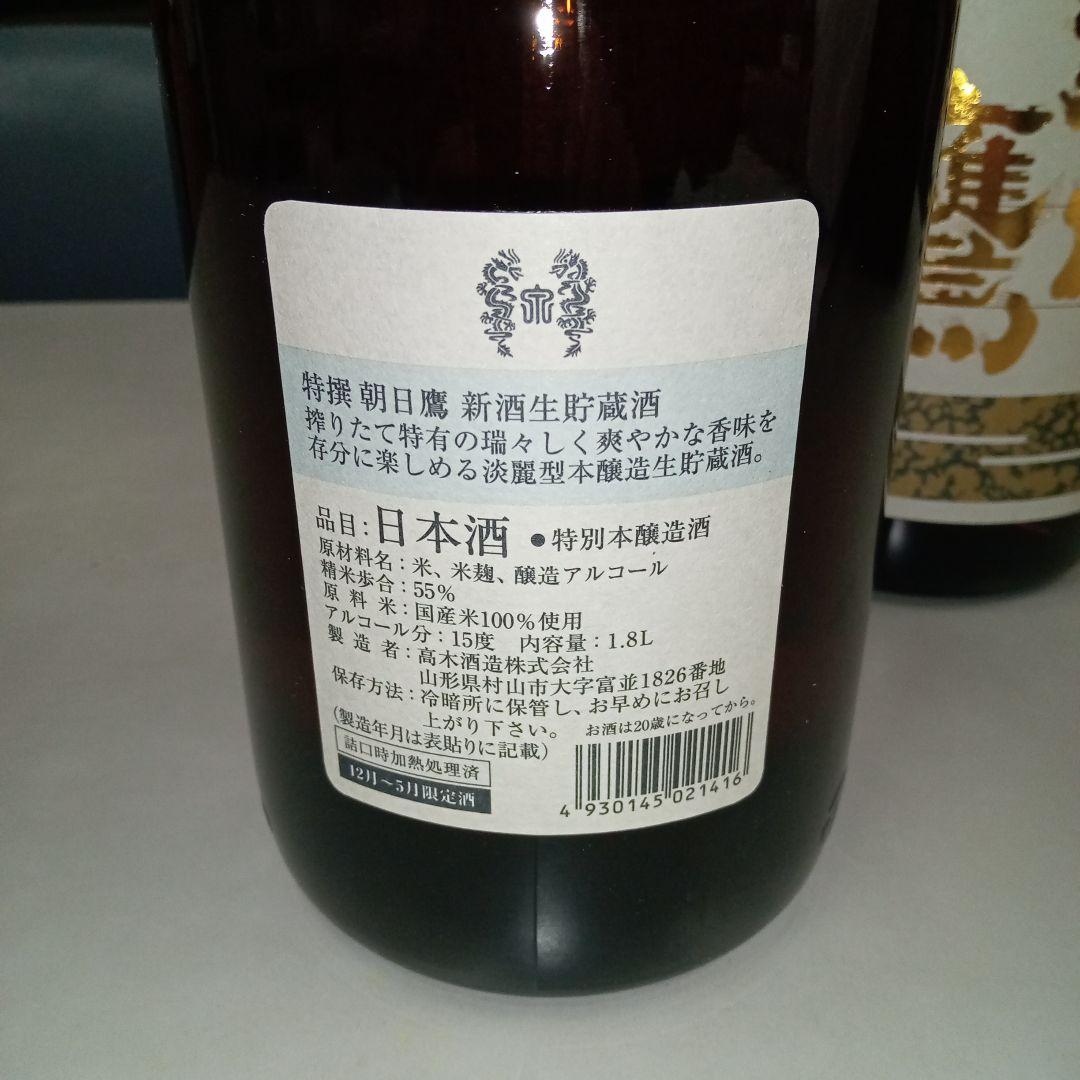 特撰 朝日鷹 新酒生貯蔵酒
搾りたて特有の瑞々しく爽やかな香味を
存分に楽しめる淡麗型本醸造生貯蔵酒。
品目：日本酒 ●特別本醸造酒
原材料名：米、米麹、醸造アルコール
精米歩合：55%
原料米：国産米100%使用
アルコール分：15度 内容量：1.8L
製造者：高木酒造株式会社
山形県村山市大字富並1826番地
保存方法：冷暗所に保管し、お早めにお召し
上がり下さい。
お酒は20歳になってから。
(製造年月は表貼りに記載)
詰口時加熱処理済
12月〜5月限定酒
4 930145 021416
鷹